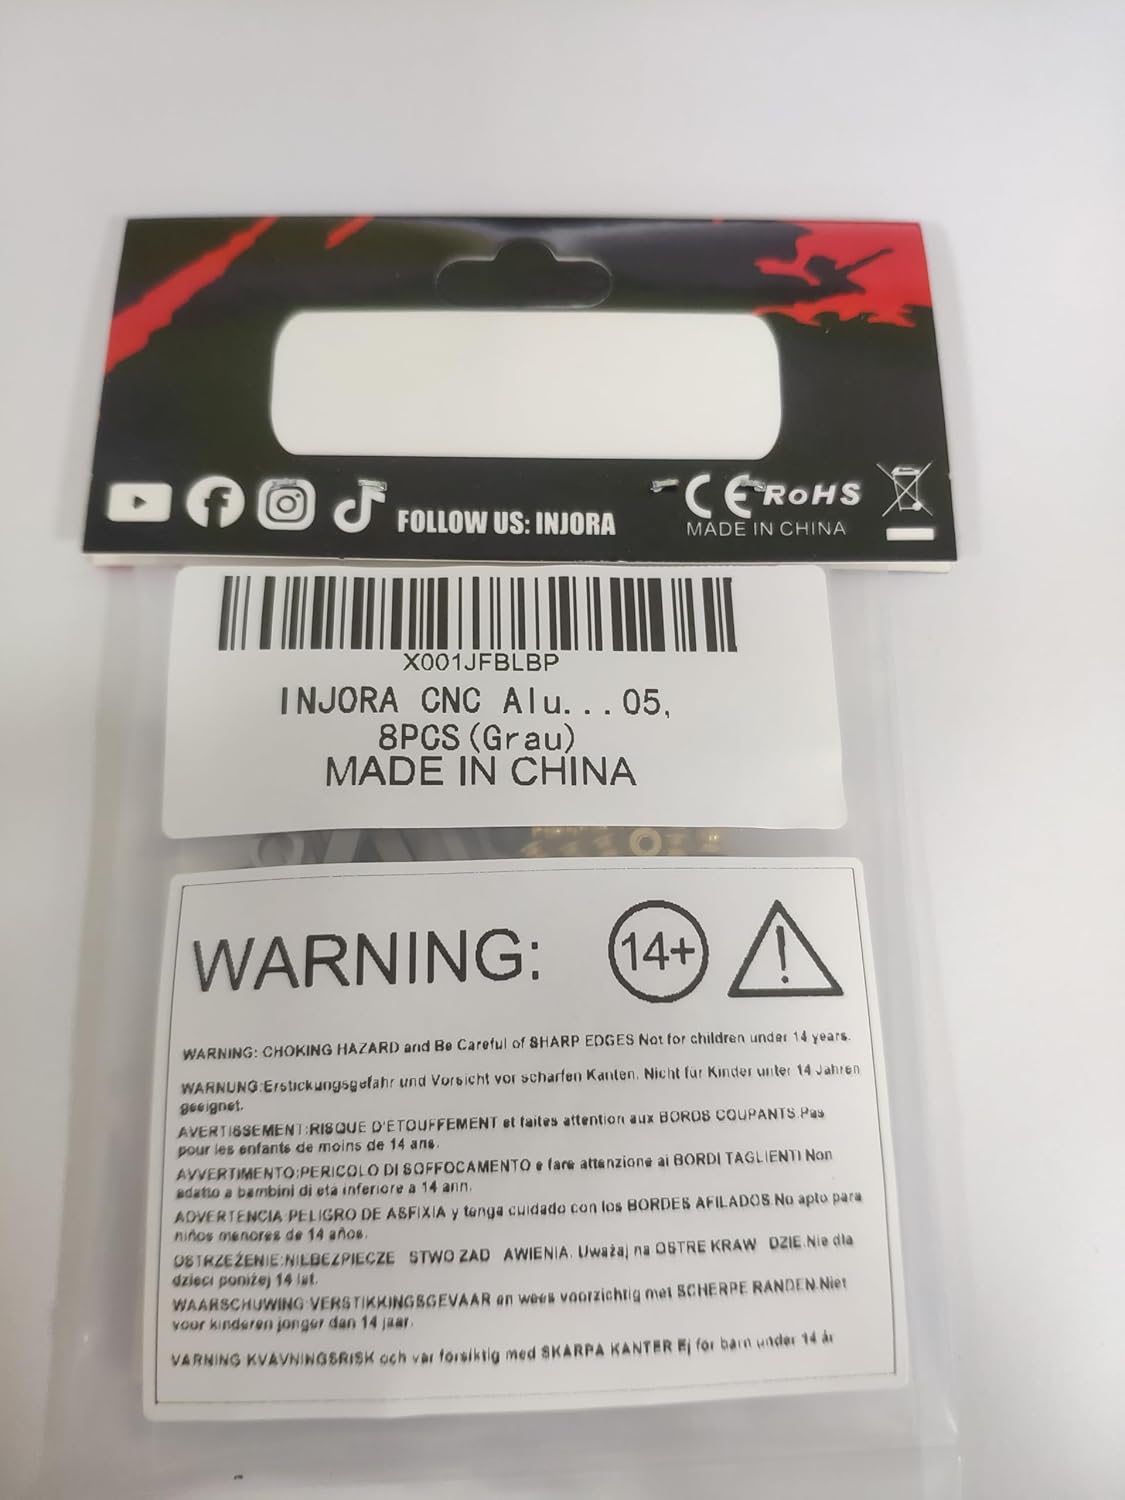 FOLLOW US: INJORA
CE RoHS
MADE IN CHINA
X001JFBLBP
INJORA CNC Alu...05,
8PCS(Grau)
MADE IN CHINA
WARNING: 14+
WARNING: CHOKING HAZARD and Be Careful of SHARP EDGES Not for children under 14 years.
WARNUNG:Erstickungsgefahr und Vorsicht vor scharfen Kanten. Nicht für Kinder unter 14 Jahren
geeignet.
AVERTISSEMENT:RISQUE D'ÉTOUFFEMENT et faites attention aux BORDS COUPANTS.Pas
pour les enfants de moins de 14 ans.
AVVERTIMENTO:PERICOLO DI SOFFOCAMENTO e fare attenzione ai BORDI TAGLIENTI Non
adatto a bambini di età inferiore a 14 ann.
ADVERTENCIA:PELIGRO DE ASFIXIA y tenga cuidado con los BORDES AFILADOS.No apto para
niños menores de 14 años.
OSTRZEŻENIE:NIEBEZPIECZE STWO ZAD AWIENIA. Uważaj na OSTRE KRAW DZIE.Nie dla
dzieci poniżej 14 lat.
WAARSCHUWING:VERSTIKKINGSGEVAAR en wees voorzichtig met SCHERPE RANDEN.Niet
voor kinderen jonger dan 14 jaar.
VARNING KVÄVNINGSRISK och var försiktig med SKARPA KANTER Ej för barn under 14 år